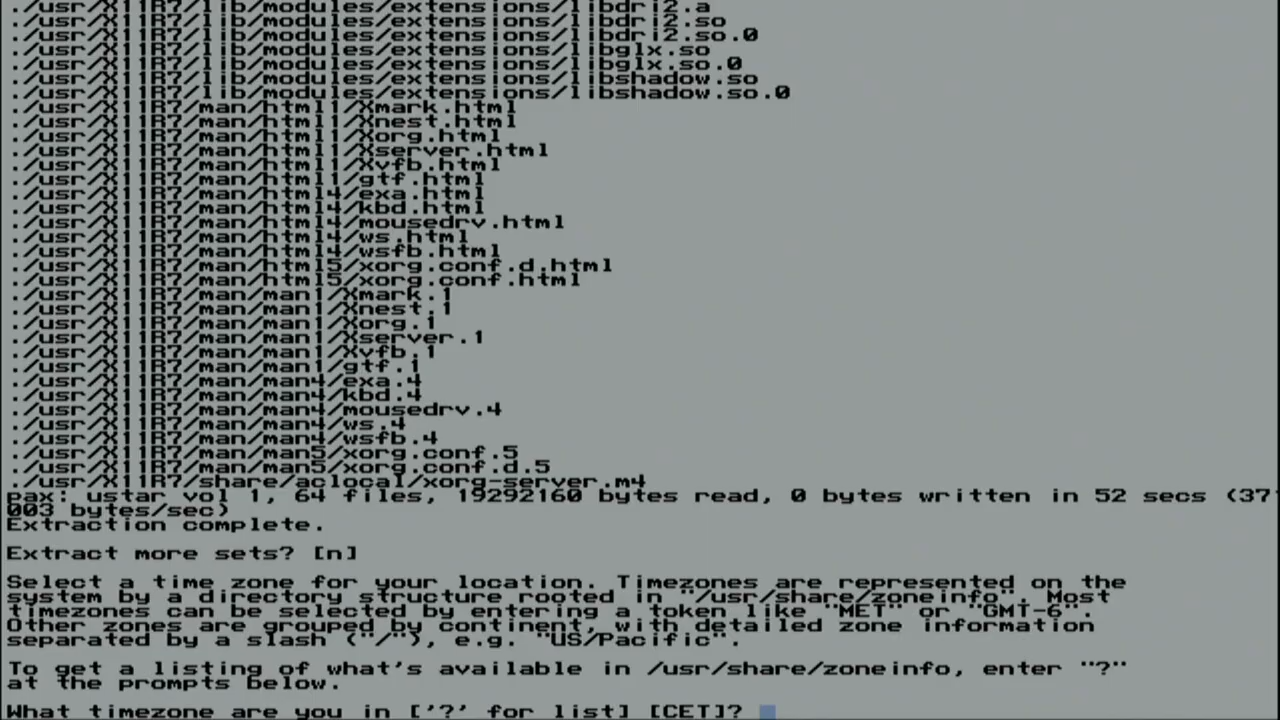 ./usr/X11R7/lib/modules/extensions/libdri2.a
./usr/X11R7/lib/modules/extensions/libdri2.so
./usr/X11R7/lib/modules/extensions/libdri2.so.0
./usr/X11R7/lib/modules/extensions/libglx.so
./usr/X11R7/lib/modules/extensions/libglx.so.0
./usr/X11R7/lib/modules/extensions/libshadow.so
./usr/X11R7/lib/modules/extensions/libshadow.so.0
./usr/X11R7/man/html1/Xmark.html
./usr/X11R7/man/html1/Xnest.html
./usr/X11R7/man/html1/Xorg.html
./usr/X11R7/man/html1/Xserver.html
./usr/X11R7/man/html1/Xvfb.html
./usr/X11R7/man/html1/gtf.html
./usr/X11R7/man/html4/exa.html
./usr/X11R7/man/html4/kbd.html
./usr/X11R7/man/html4/mousedrv.html
./usr/X11R7/man/html4/ws.html
./usr/X11R7/man/html4/wsfb.html
./usr/X11R7/man/html5/xorg.conf.d.html
./usr/X11R7/man/html5/xorg.conf.html
./usr/X11R7/man/man1/Xmark.1
./usr/X11R7/man/man1/Xnest.1
./usr/X11R7/man/man1/Xorg.1
./usr/X11R7/man/man1/Xserver.1
./usr/X11R7/man/man1/Xvfb.1
./usr/X11R7/man/man1/gtf.1
./usr/X11R7/man/man4/exa.4
./usr/X11R7/man/man4/kbd.4
./usr/X11R7/man/man4/mousedrv.4
./usr/X11R7/man/man4/ws.4
./usr/X11R7/man/man4/wsfb.4
./usr/X11R7/man/man5/xorg.conf.5
./usr/X11R7/man/man5/xorg.conf.d.5
./usr/X11R7/share/aclocal/xorg-server.m4
pax: ustar vol 1, 64 files, 19292160 bytes read, 0 bytes written in 52 secs (37
003 bytes/sec)
Extraction complete.
Extract more sets? [n]
Select a time zone for your location. Timezones are represented on the
system by a directory structure rooted in "/usr/share/zoneinfo". Most
timezones can be selected by entering a token like "MET" or "GMT-6".
Other zones are grouped by continent, with detailed zone information
separated by a slash ("/"), e.g. "US/Pacific".
To get a listing of what's available in /usr/share/zoneinfo, enter "?"
at the prompts below.
What timezone are you in ['?' for list] [CET]?